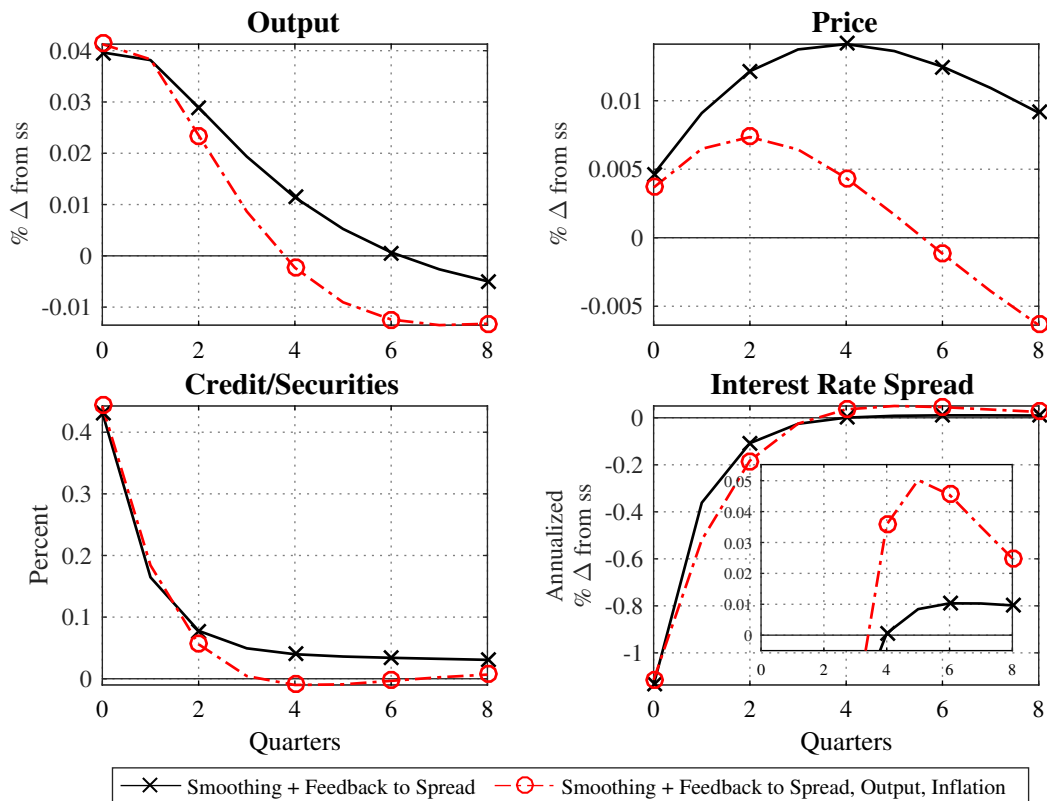 Output
% Δ from ss
0.04
0.03
0.02
0.01
0
-0.01
0 2 4 6 8
Price
% Δ from ss
0.01
0.005
0
-0.005
0 2 4 6 8
Credit/Securities
Percent
0.4
0.3
0.2
0.1
0
0 2 4 6 8
Quarters
Interest Rate Spread
Annualized
% Δ from ss
0
-0.2
-0.4
-0.6
-0.8
-1
0.05
0.04
0.03
0.02
0.01
0
0 2 4 6 8
0 2 4 6 8
Quarters
Smoothing + Feedback to Spread
Smoothing + Feedback to Spread, Output, Inflation